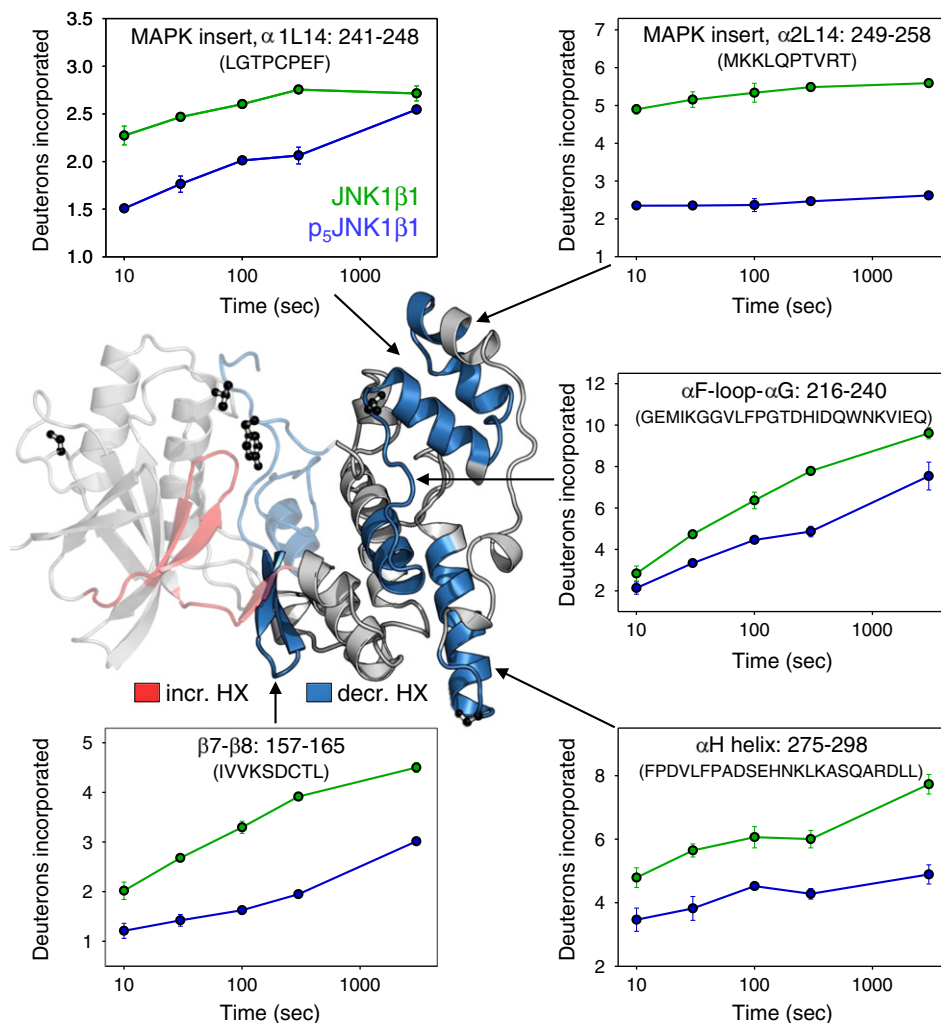 MAPK insert, α 1L14: 241-248
(LGTPCPEF)
Deuterons incorporated
3.5
3.0
2.5
2.0
1.5
1.0
JNK1β1
p5JNK1β1
10 100 1000
Time (sec)
MAPK insert, α2L14: 249-258
(MKKLQPTVRT)
Deuterons incorporated
7
6
5
4
3
2
1
10 100 1000
Time (sec)
αF-loop-αG: 216-240
(GEMIKGGVLFPGTDHIDQWNKVIEQ)
Deuterons incorporated
12
10
8
6
4
2
10 100 1000
Time (sec)
incr. HX decr. HX
β7-β8: 157-165
(IVVKSDCTL)
Deuterons incorporated
5
4
3
2
1
10 100 1000
Time (sec)
αH helix: 275-298
(FPDVLFPADSEHNKLKASQARDLL)
Deuterons incorporated
8
6
4
2
10 100 1000
Time (sec)